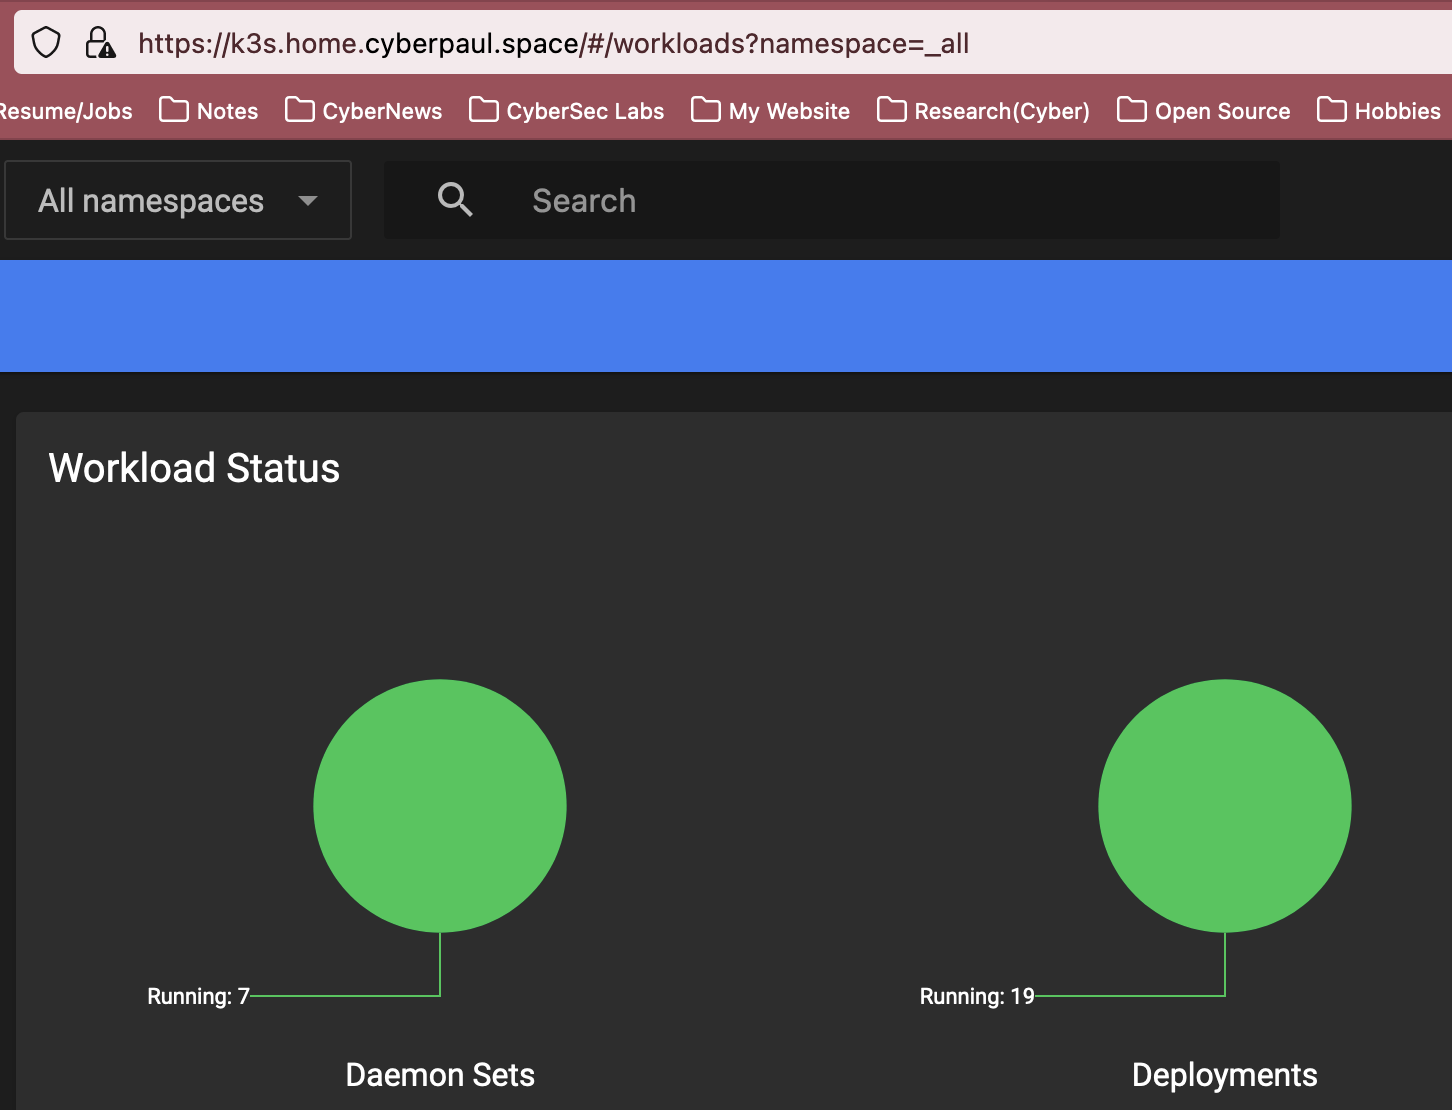 https://k3s.home.cyberpaul.space/#/workloads?namespace=_all
Resume/Jobs Notes CyberNews CyberSec Labs My Website Research(Cyber) Open Source Hobbies
All namespaces Search
Workload Status
Running: 7 Running: 19
Daemon Sets Deployments